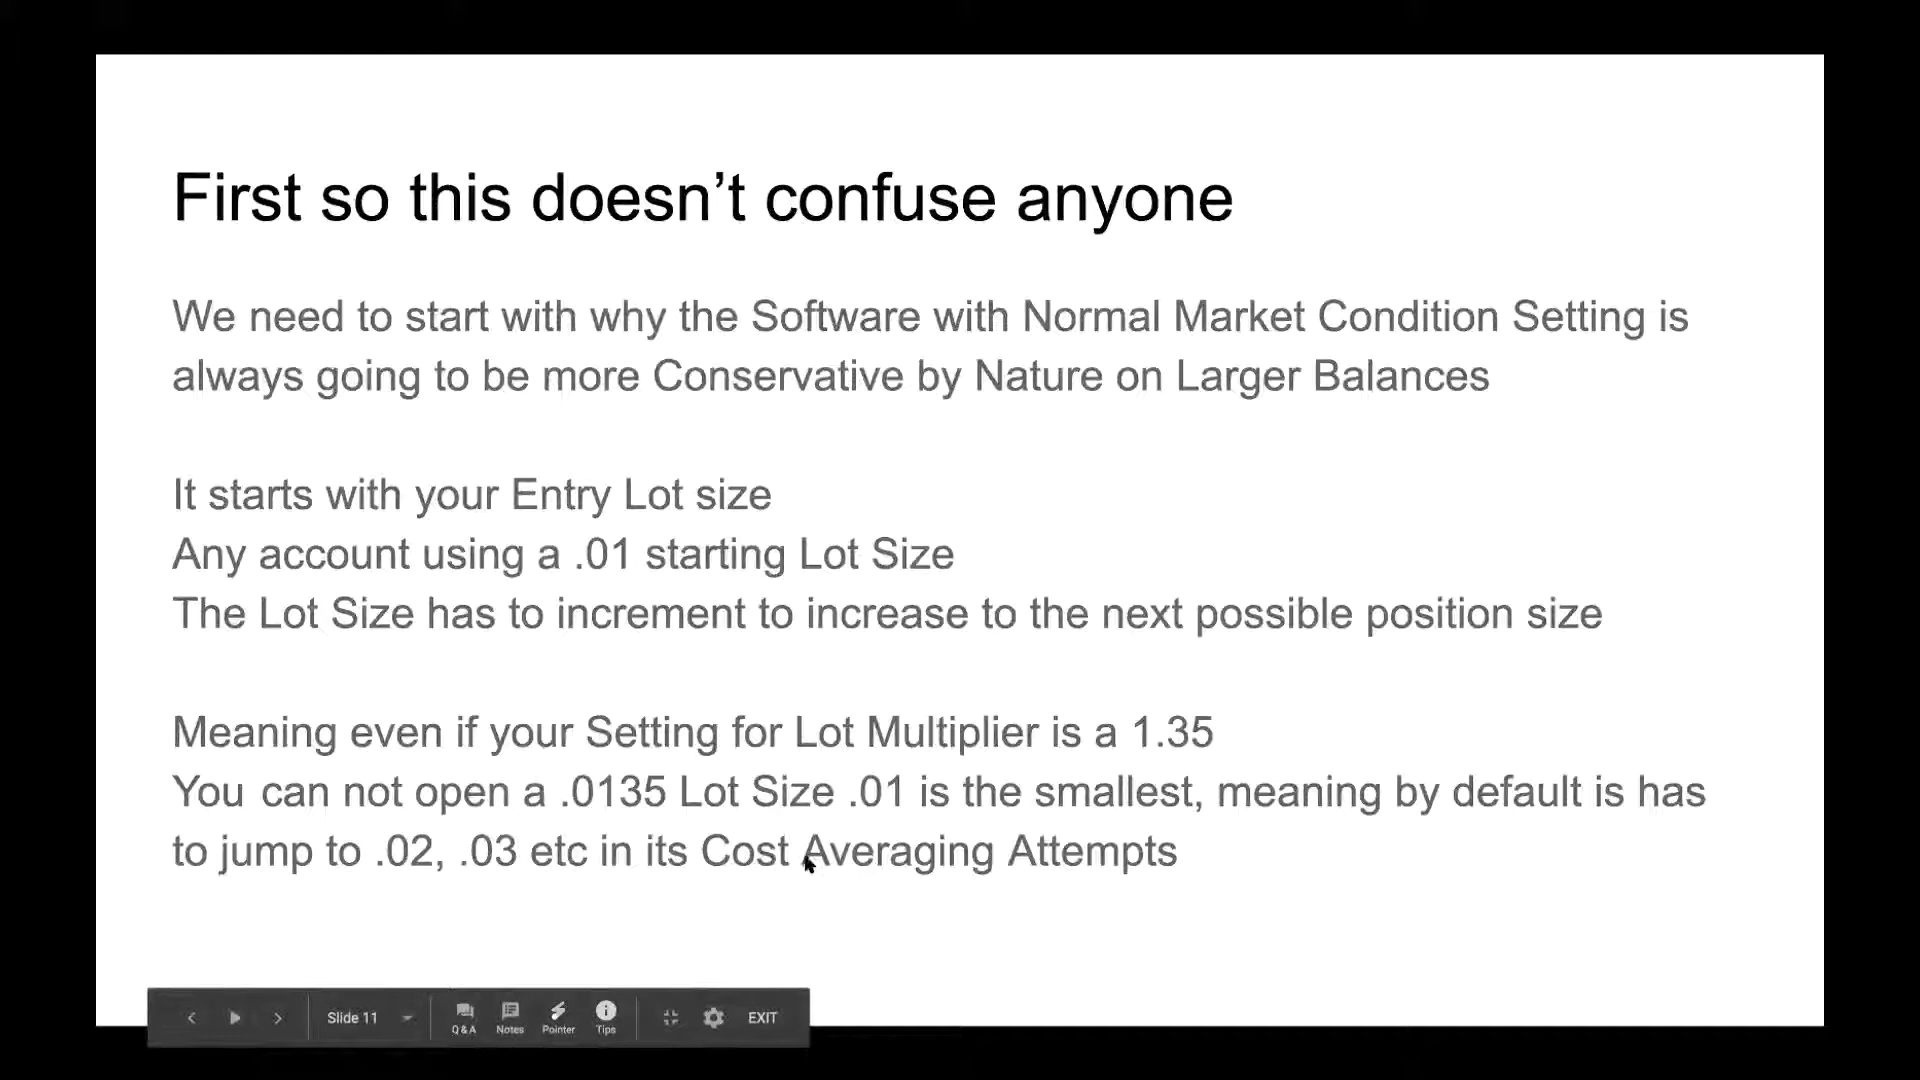 First so this doesn’t confuse anyone
We need to start with why the Software with Normal Market Condition Setting is
always going to be more Conservative by Nature on Larger Balances
It starts with your Entry Lot size
Any account using a .01 starting Lot Size
The Lot Size has to increment to increase to the next possible position size
Meaning even if your Setting for Lot Multiplier is a 1.35
You can not open a .0135 Lot Size .01 is the smallest, meaning by default is has
to jump to .02, .03 etc in its Cost Averaging Attempts
Slide 11 Q&A Notes Pointer Tips EXIT